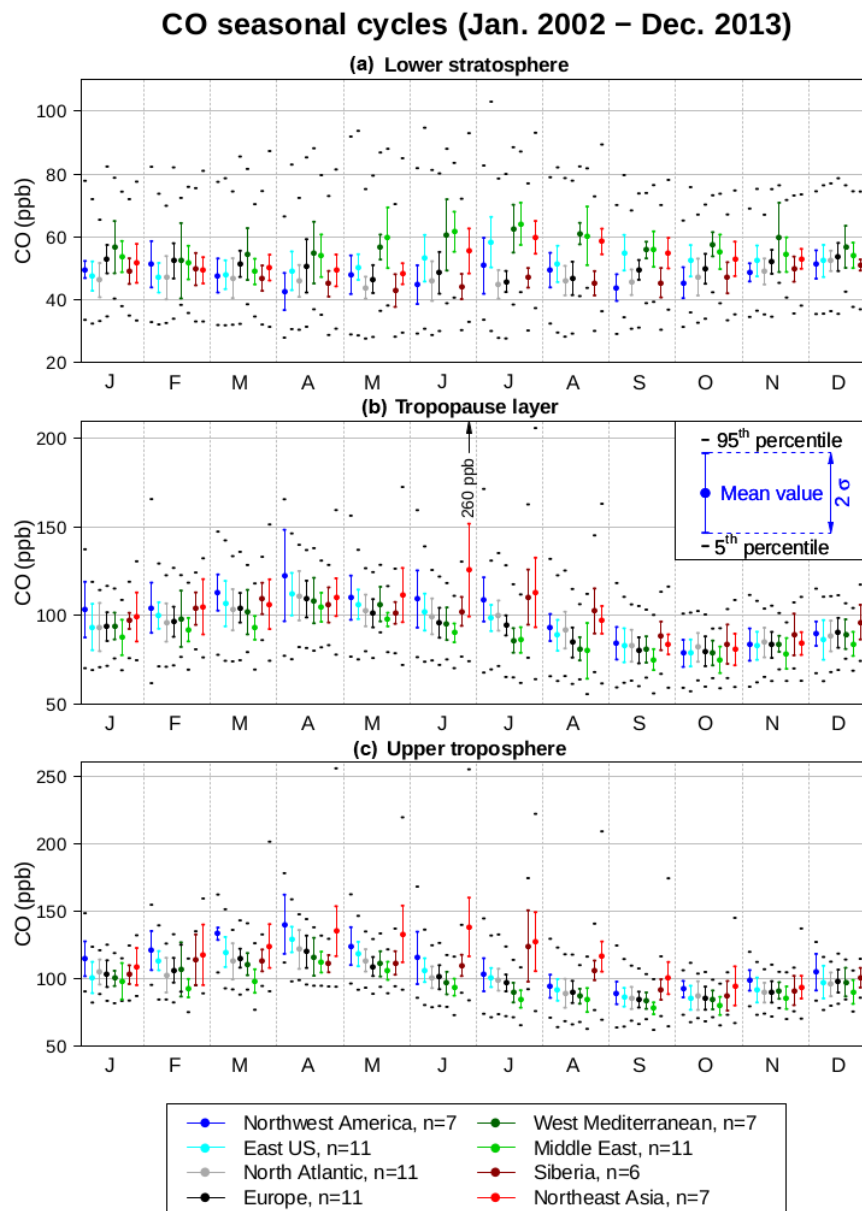 CO seasonal cycles (Jan. 2002 − Dec. 2013)
(a) Lower stratosphere
CO (ppb)
100
80
60
40
20
J F M A M J J A S O N D
(b) Tropopause layer
CO (ppb)
200
150
100
50
260 ppb
95th percentile
Mean value
2 σ
5th percentile
J F M A M J J A S O N D
(c) Upper troposphere
CO (ppb)
250
200
150
100
50
J F M A M J J A S O N D
Northwest America, n=7
East US, n=11
North Atlantic, n=11
Europe, n=11
West Mediterranean, n=7
Middle East, n=11
Siberia, n=6
Northeast Asia, n=7